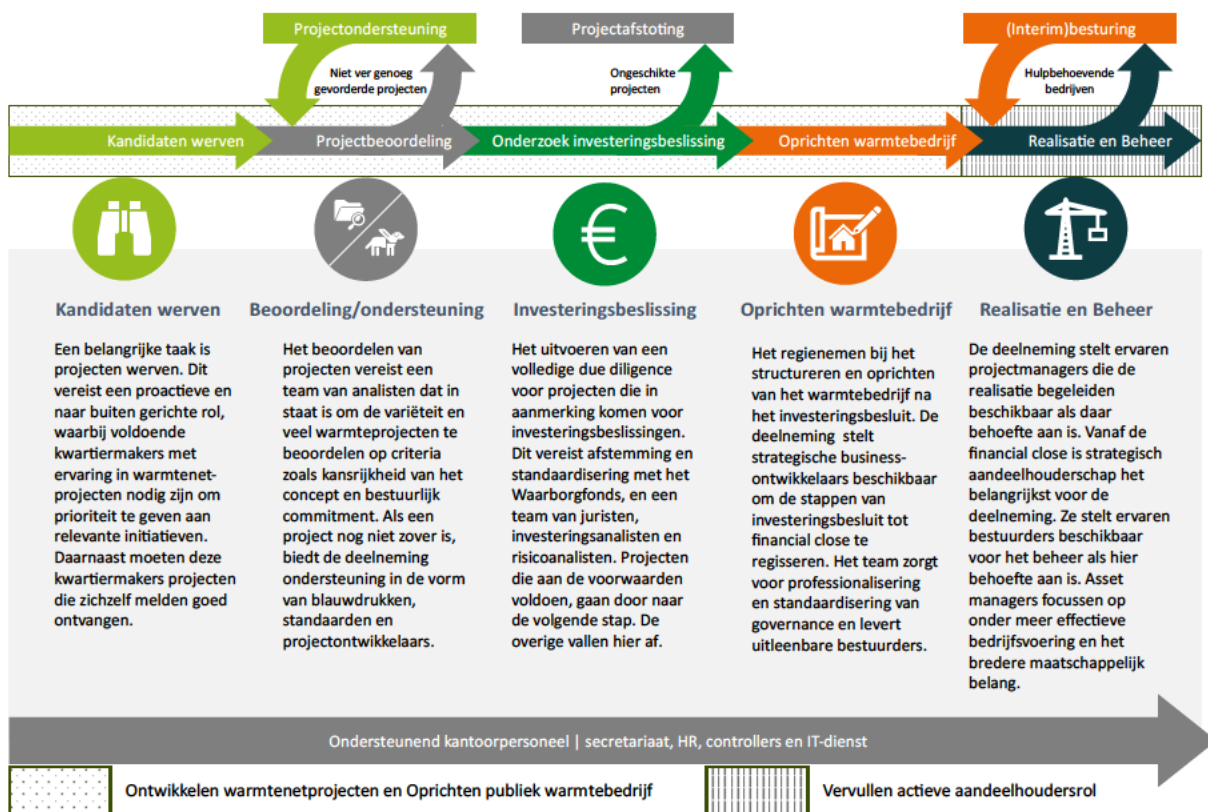 Projectondersteuning
Projectafstoting
(Interim)besturing
Niet ver genoeg
gevorderde projecten
Ongeschikte
projecten
Hulpbehoevende
bedrijven
Kandidaten werven
Projectbeoordeling
Onderzoek investeringsbeslissing
Oprichten warmtebedrijf
Realisatie en Beheer
€
Kandidaten werven
Een belangrijke taak is
projecten werven. Dit
vereist een proactieve en
naar buiten gerichte rol,
waarbij voldoende
kwartiermakers met
ervaring in warmtenet-
projecten nodig zijn om
prioriteit te geven aan
relevante initiatieven.
Daarnaast moeten deze
kwartiermakers projecten
die zichzelf melden goed
ontvangen.
Beoordeling/ondersteuning
Het beoordelen van
projecten vereist een
team van analisten dat in
staat is om de variëteit en
veel warmteprojecten te
beoordelen op criteria
zoals kansrijkheid van het
concept en bestuurlijk
commitment. Als een
project nog niet zover is,
biedt de deelneming
ondersteuning in de vorm
van blauwdrukken,
standaarden en
projectontwikkelaars.
Investeringsbeslissing
Het uitvoeren van een
volledige due diligence
voor projecten die in
aanmerking komen voor
investeringsbeslissingen.
Dit vereist afstemming en
standaardisering met het
Waarborgfonds, en een
team van juristen,
investeringsanalisten en
risicoanalisten. Projecten
die aan de voorwaarden
voldoen, gaan door naar
de volgende stap. De
overige vallen hier af.
Oprichten warmtebedrijf
Het regienemen bij het
structureren en oprichten
van het warmtebedrijf na
het investeringsbesluit. De
deelneming stelt
strategische business-
ontwikkelaars beschikbaar
om de stappen van
investeringsbesluit tot
financial close te
regisseren. Het team zorgt
voor professionalisering
en standaardisering van
governance en levert
uitleenbare bestuurders.
Realisatie en Beheer
De deelneming stelt ervaren
projectmanagers die de
realisatie begeleiden
beschikbaar als daar
behoefte aan is. Vanaf de
financial close is strategisch
aandeelhouderschap het
belangrijkst voor de
deelneming. Ze stelt ervaren
bestuurders beschikbaar
voor het beheer als hier
behoefte aan is. Asset
managers focussen op
onder meer effectieve
bedrijfsvoering en het
bredere maatschappelijk
belang.
Ondersteunend kantoorpersoneel | secretariaat, HR, controllers en IT-dienst
Ontwikkelen warmtenetprojecten en Oprichten publiek warmtebedrijf
Vervullen actieve aandeelhoudersrol